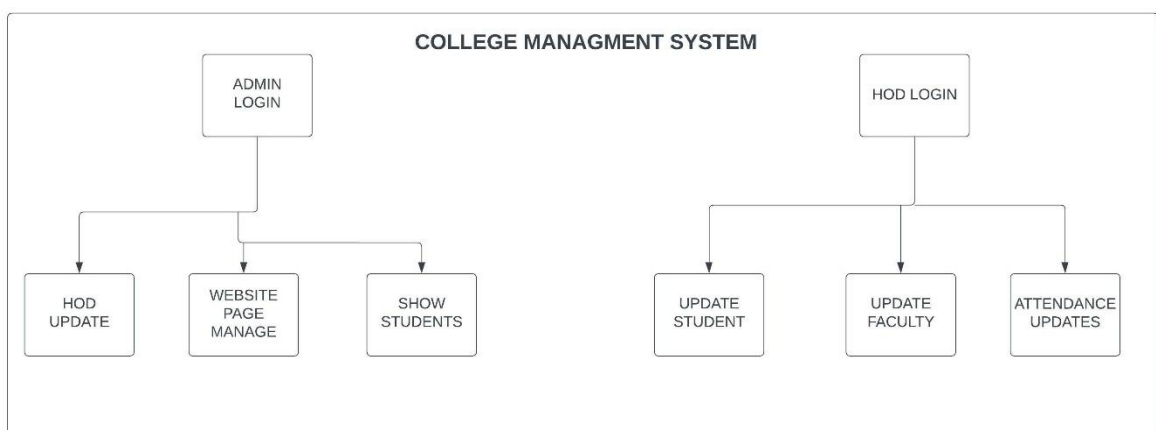 COLLEGE MANAGMENT SYSTEM
ADMIN
LOGIN
HOD LOGIN
HOD
UPDATE
WEBSITE
PAGE
MANAGE
SHOW
STUDENTS
UPDATE
STUDENT
UPDATE
FACULTY
ATTENDANCE
UPDATES